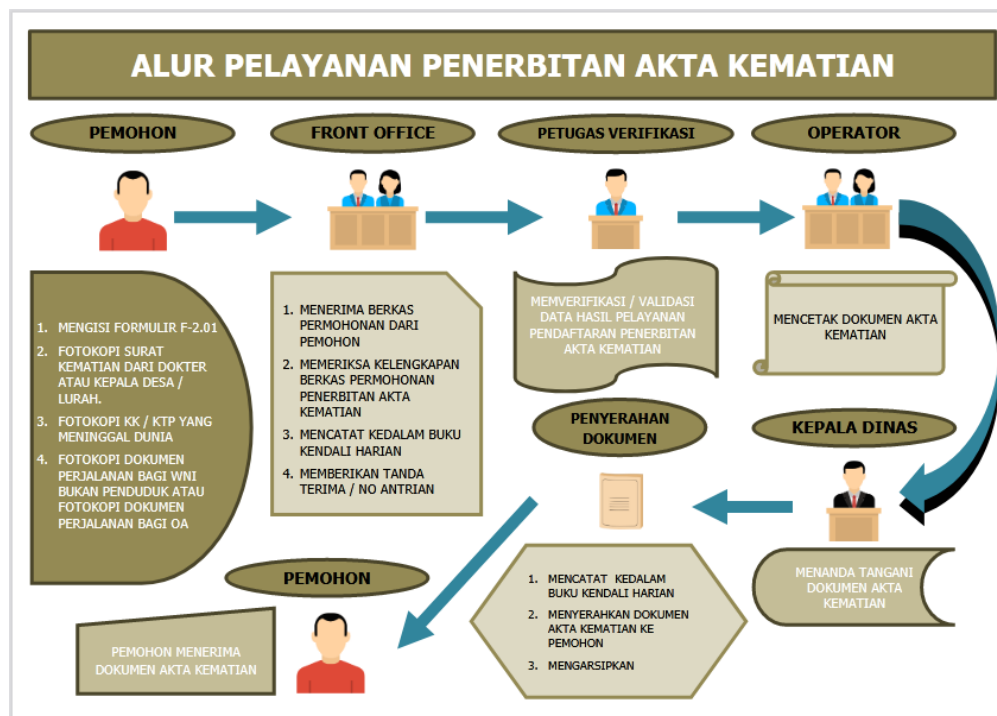 ALUR PELAYANAN PENERBITAN AKTA KEMATIAN
PEMOHON
FRONT OFFICE
PETUGAS VERIFIKASI
OPERATOR
1. MENGISI FORMULIR F-2.01
2. FOTOKOPI SURAT
KEMATIAN DARI DOKTER
ATAU KEPALA DESA /
LURAH.
3. FOTOKOPI KK / KTP YANG
MENINGGAL DUNIA
4. FOTOKOPI DOKUMEN
PERJALANAN BAGI WNI
BUKAN PENDUDUK ATAU
FOTOKOPI DOKUMEN
PERJALANAN BAGI OA
1. MENERIMA BERKAS
PERMOHONAN DARI
PEMOHON
2. MEMERIKSA KELENGKAPAN
BERKAS PERMOHONAN
PENERBITAN AKTA
KEMATIAN
3. MENCATAT KEDALAM BUKU
KENDALI HARIAN
4. MEMBERIKAN TANDA
TERIMA / NO ANTRIAN
MEMVERIFIKASI / VALIDASI
DATA HASIL PELAYANAN
PENDAFTARAN PENERBITAN
AKTA KEMATIAN
MENCETAK DOKUMEN AKTA
KEMATIAN
KEPALA DINAS
MENANDA TANGANI
DOKUMEN AKTA
KEMATIAN
PENYERAHAN
DOKUMEN
1. MENCATAT KEDALAM
BUKU KENDALI HARIAN
2. MENYERAHKAN DOKUMEN
AKTA KEMATIAN KE
PEMOHON
3. MENGARSIPKAN
PEMOHON
PEMOHON MENERIMA
DOKUMEN AKTA KEMATIAN